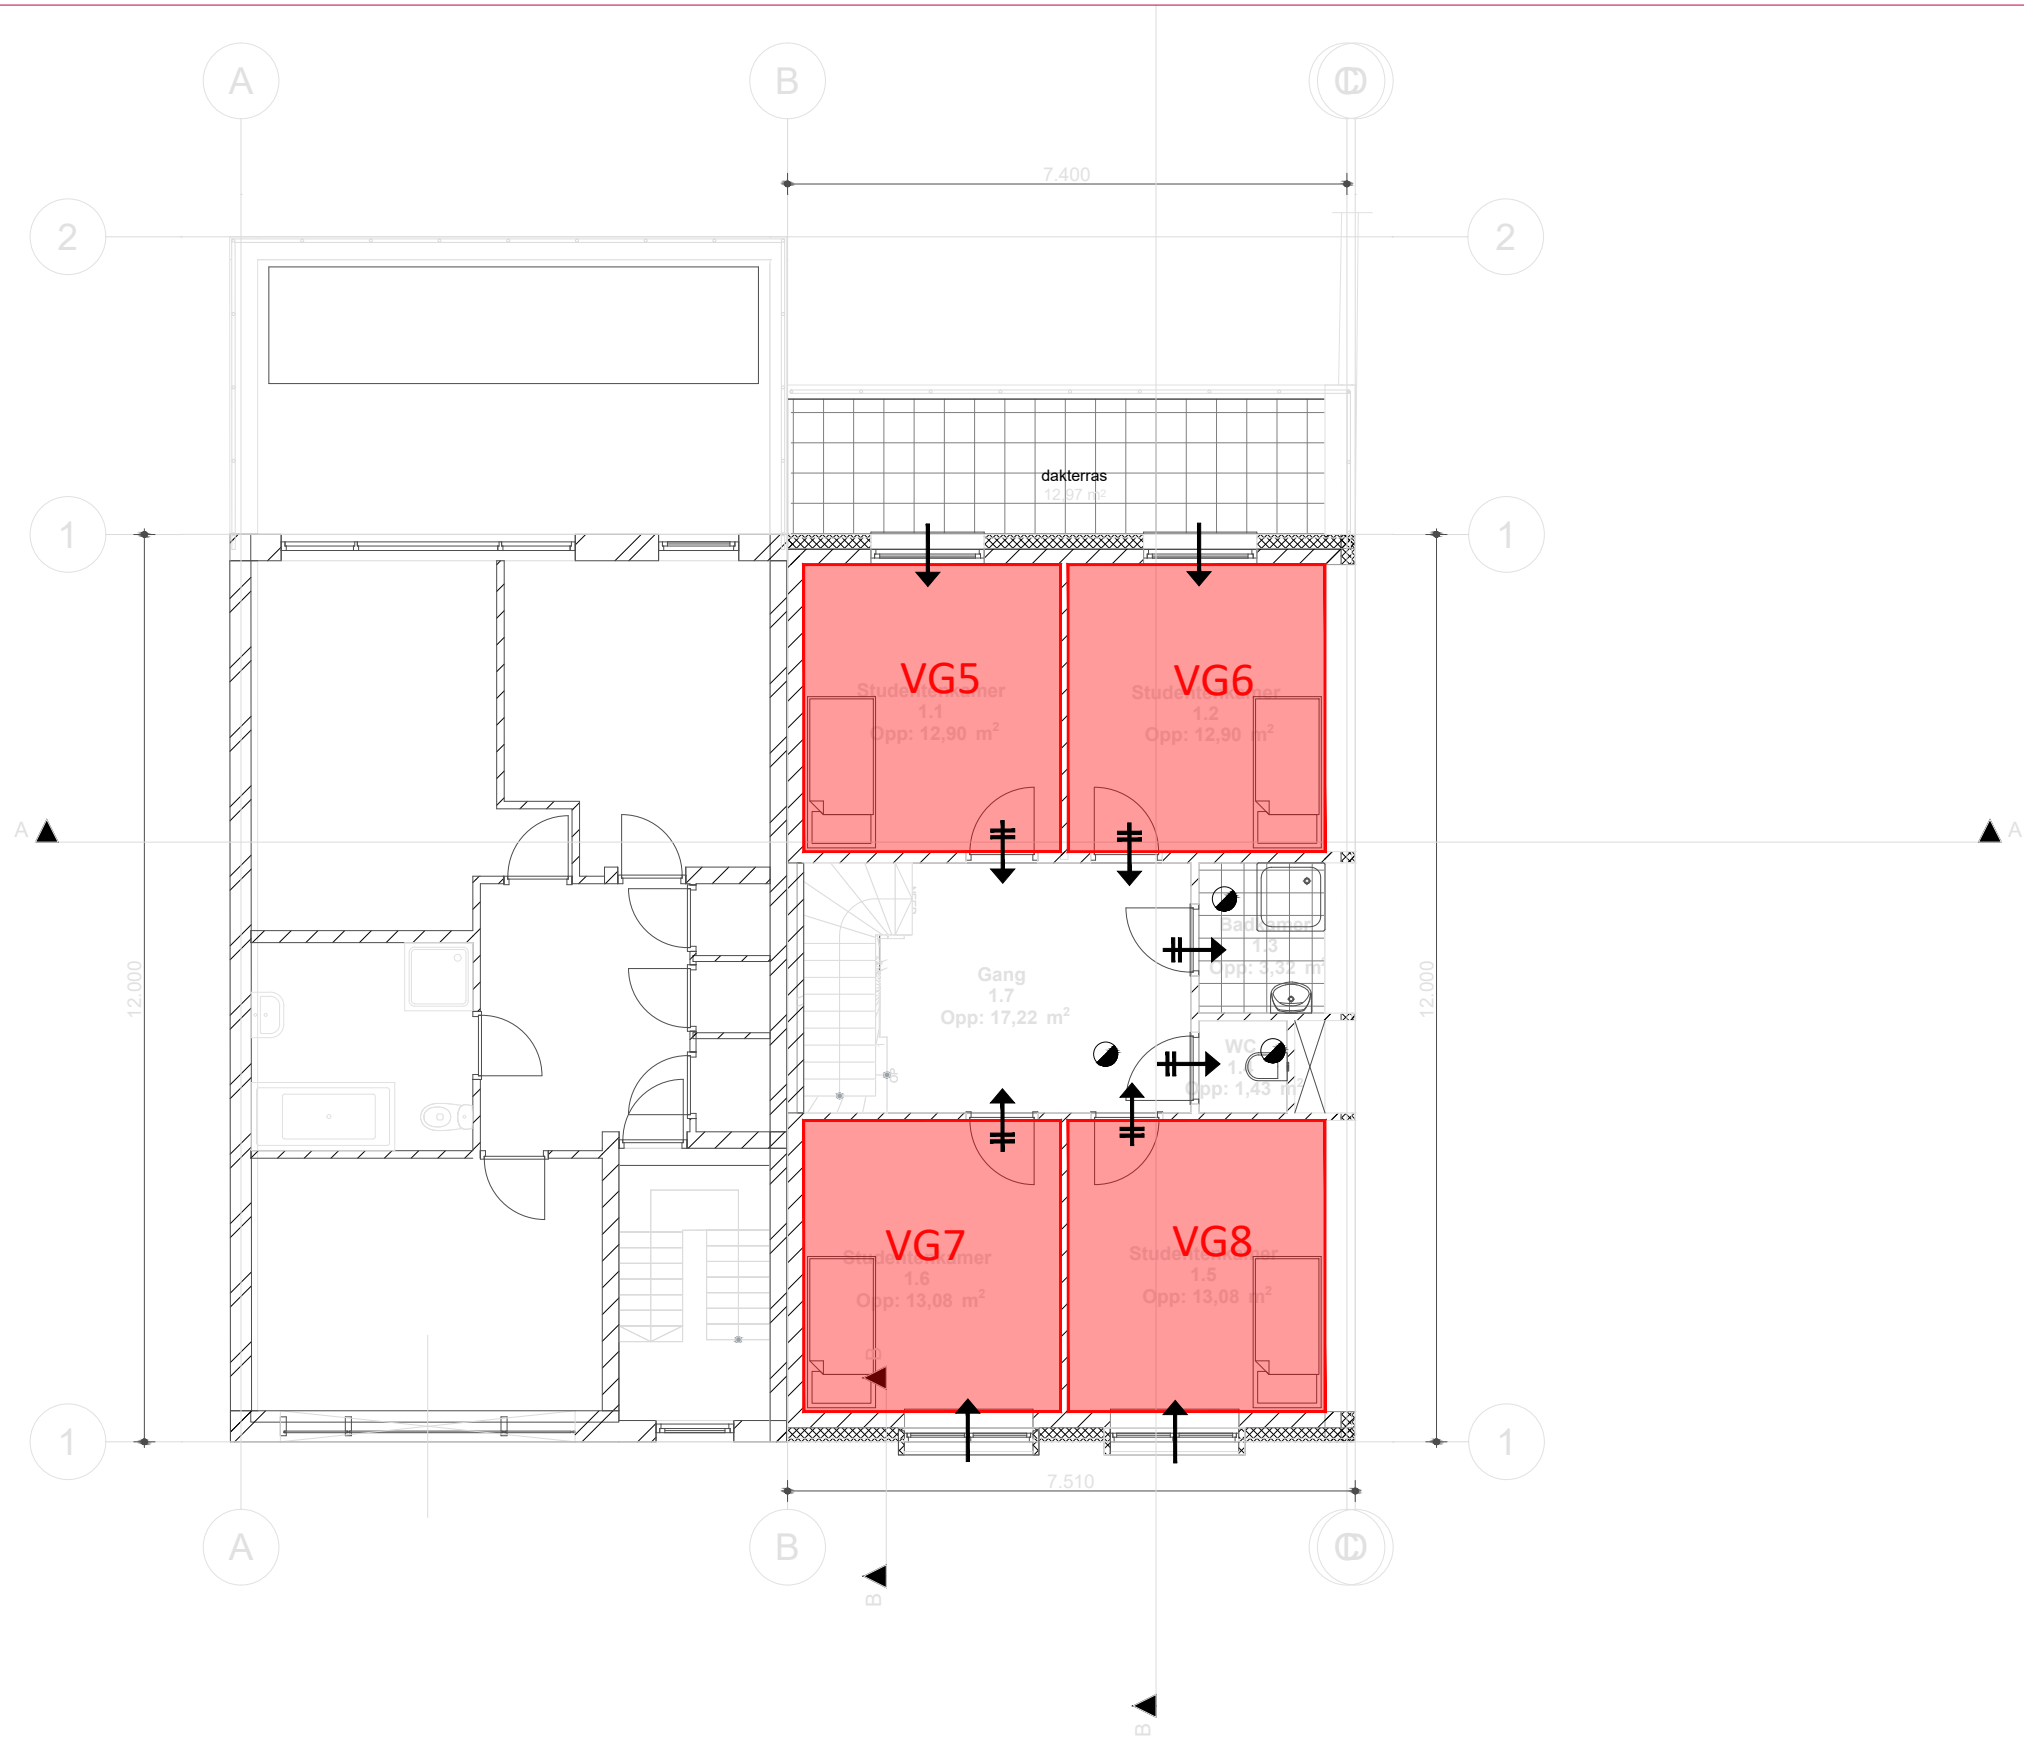 A
B
2
7.400
2
dakterras
12,97 m²
1
1
VG5
Studentenkamer
1.1
Opp: 12,90 m²
VG6
Studentenkamer
1.2
Opp: 12,90 m²
A
A
12.000
Gang
1.7
Opp: 17,22 m²
Badkamer
1.3
Opp: 3,32 m²
WC
Opp: 1,43 m²
12.000
VG7
Studentenkamer
1.6
Opp: 13,08 m²
VG8
Studentenkamer
1.5
Opp: 13,08 m²
B
1
1
7.510
A
B
B
B